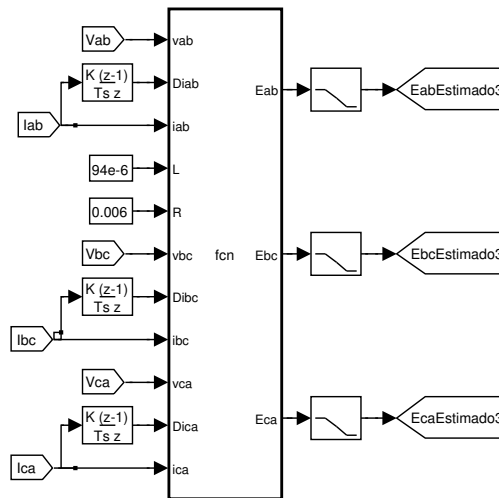 Vab
vab
K (z-1)
Ts z
Diab
Eab
EabEstimado3
Iab
iab
94e-6
L
0.006
R
Vbc
vbc
fcn
Ebc
EbcEstimado3
K (z-1)
Ts z
Dibc
Ibc
ibc
Vca
vca
K (z-1)
Ts z
Dica
Eca
EcaEstimado3
Ica
ica